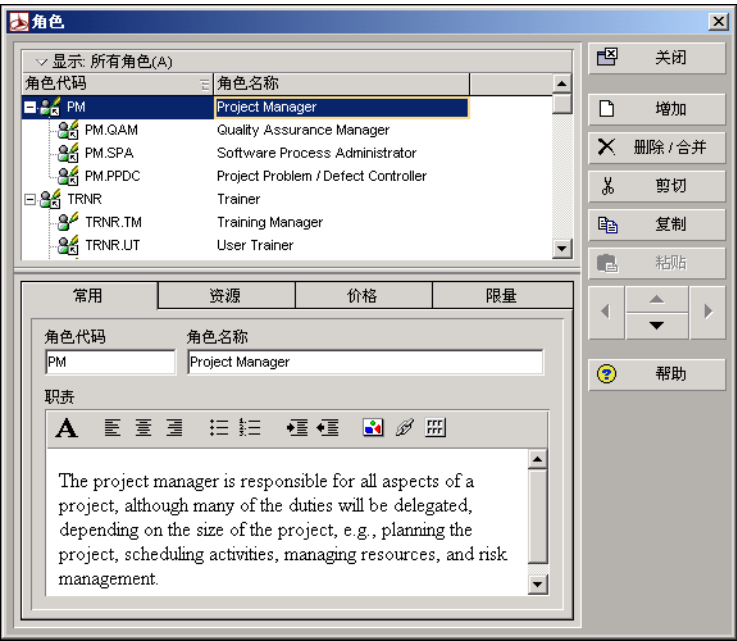 角色
显示: 所有角色(A)
角色代码 角色名称
PM Project Manager
PM.QAM Quality Assurance Manager
PM.SPA Software Process Administrator
PM.PPDC Project Problem / Defect Controller
TRNR Trainer
TRNR.TM Training Manager
TRNR.UT User Trainer
常用 资源 价格 限量
角色代码 角色名称
PM Project Manager
职责
A
The project manager is responsible for all aspects of a
project, although many of the duties will be delegated,
depending on the size of the project, e.g., planning the
project, scheduling activities, managing resources, and risk
management.
关闭
增加
删除 / 合并
剪切
复制
粘贴
帮助